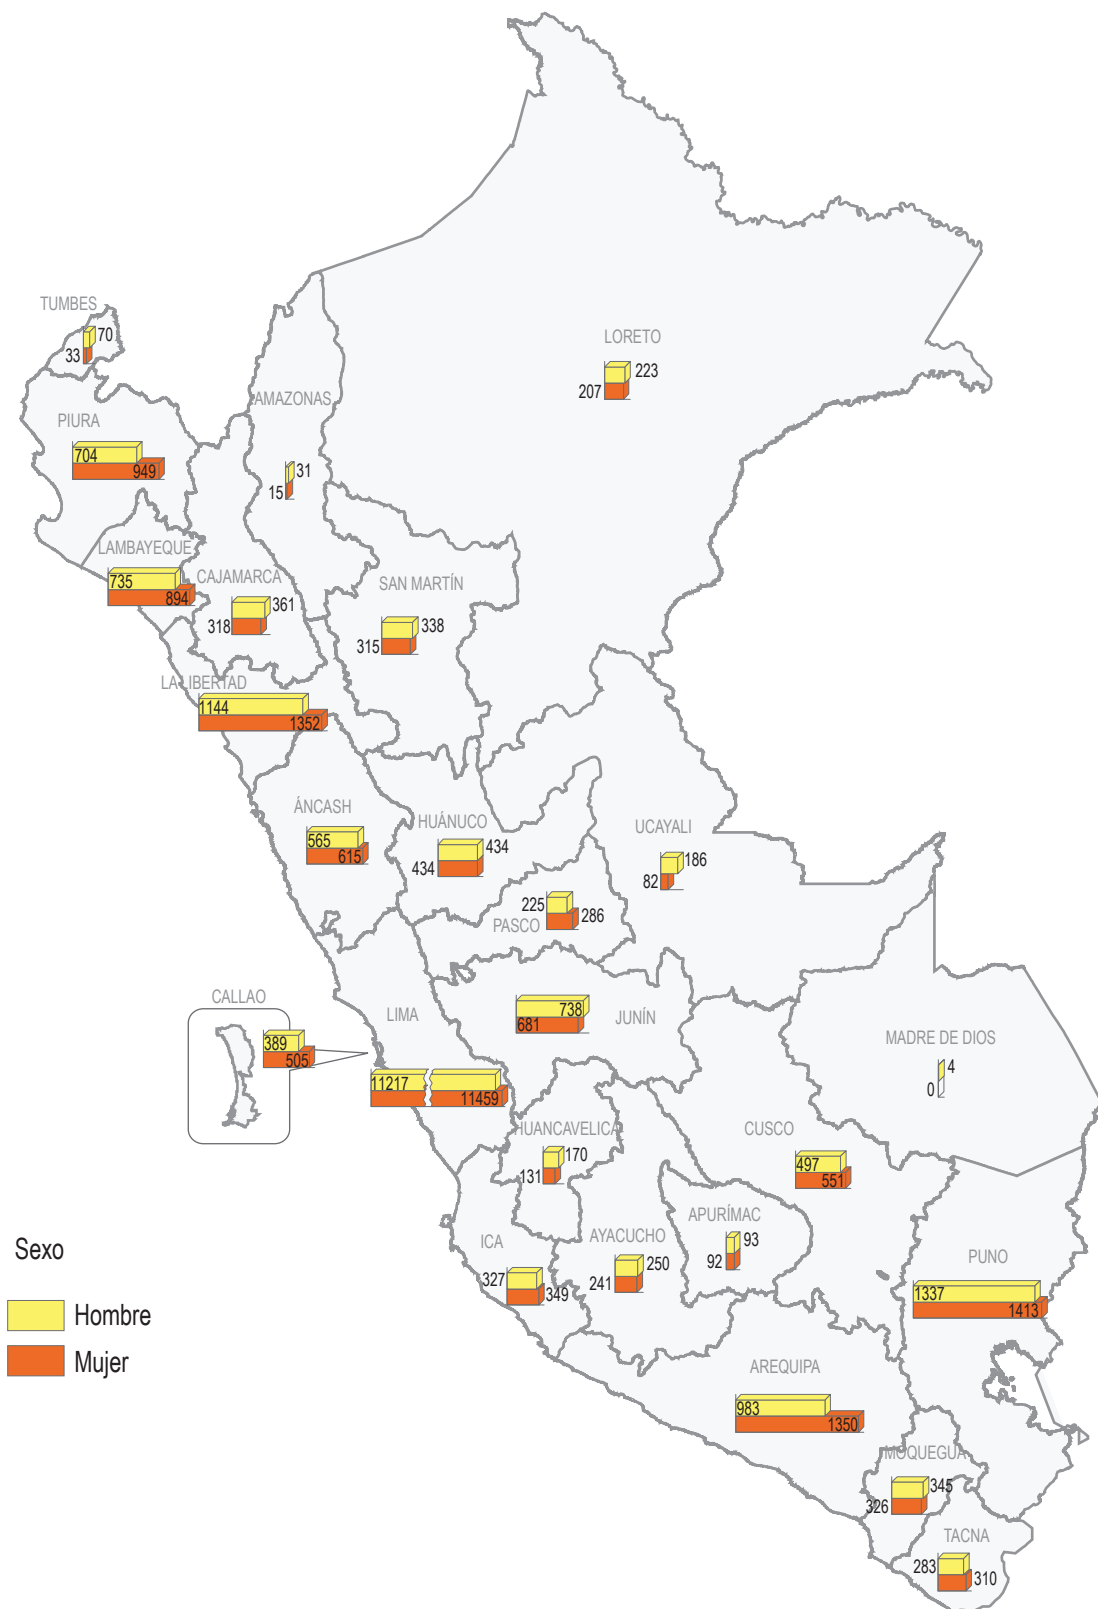 TUMBES
70
33
LORETO
223
207
AMAZONAS
31
15
PIURA
704
949
LAMBAYEQUE
735
894
CAJAMARCA
361
318
SAN MARTÍN
338
315
LA LIBERTAD
1144
1352
ÁNCASH
565
615
HUÁNUCO
434
434
UCAYALI
186
82
225
286
PASCO
CALLAO
389
505
LIMA
11217
11459
738
681
JUNÍN
MADRE DE DIOS
4
0
HUANCAVELICA
170
131
CUSCO
497
551
ICA
327
349
AYACUCHO
250
241
APURÍMAC
93
92
PUNO
1337
1413
Sexo
Hombre
Mujer
AREQUIPA
983
1350
MOQUEGUA
345
326
TACNA
283
310